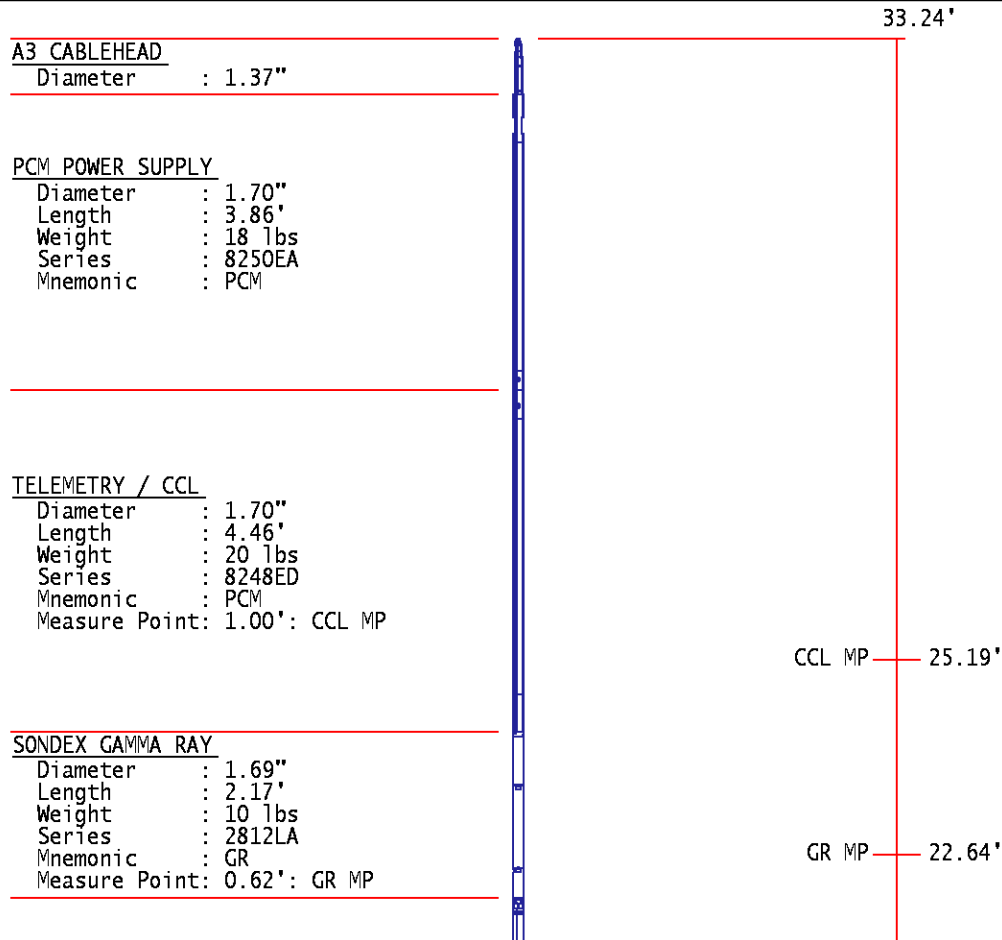 33.24'
A3 CABLEHEAD
Diameter : 1.37"
PCM POWER SUPPLY
Diameter : 1.70"
Length : 3.86'
Weight : 18 lbs
Series : 8250EA
Mnemonic : PCM
TELEMETRY / CCL
Diameter : 1.70"
Length : 4.46'
Weight : 20 lbs
Series : 8248ED
Mnemonic : PCM
Measure Point: 1.00': CCL MP
CCL MP 25.19'
SONDEX GAMMA RAY
Diameter : 1.69"
Length : 2.17'
Weight : 10 lbs
Series : 2812LA
Mnemonic : GR
Measure Point: 0.62': GR MP
GR MP 22.64'